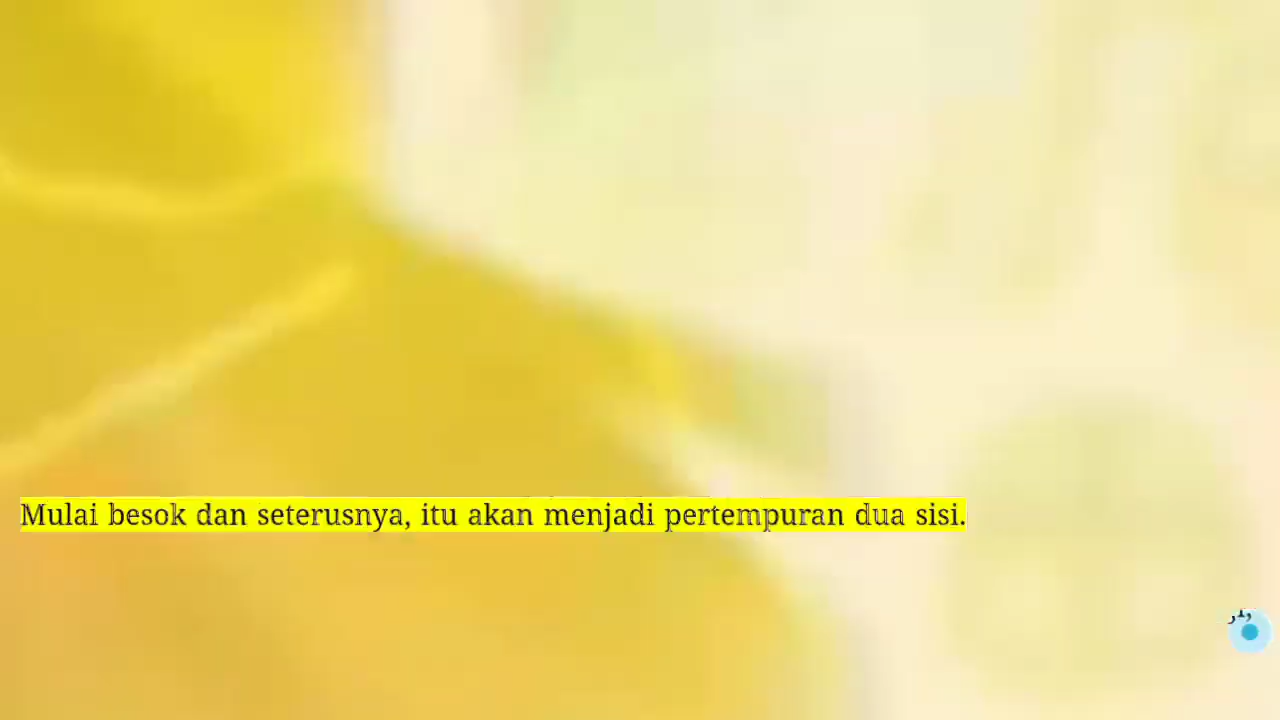 Mulai besok dan seterusnya, itu akan menjadi pertempuran dua sisi.